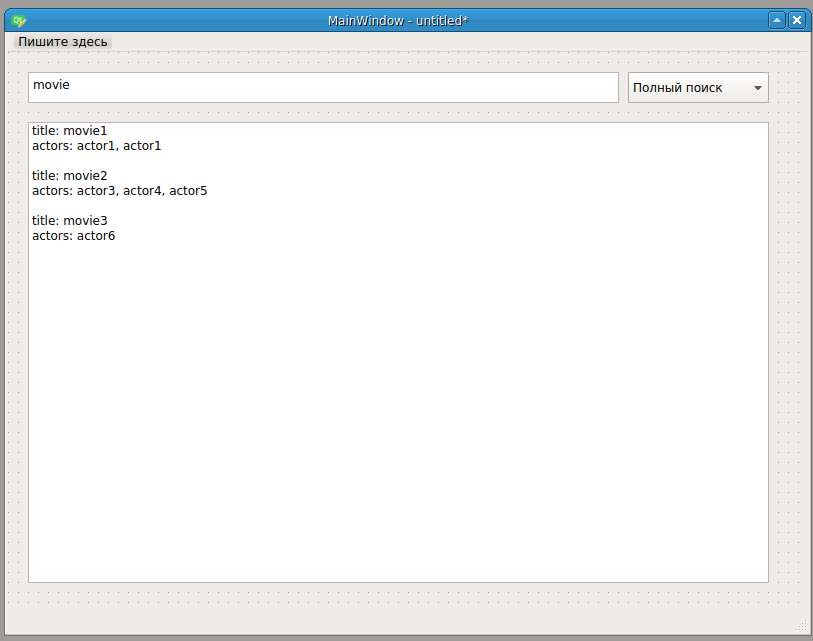 MainWindow - untitled*
Пишите здесь
movie
Полный поиск
title: movie1
actors: actor1, actor1
title: movie2
actors: actor3, actor4, actor5
title: movie3
actors: actor6